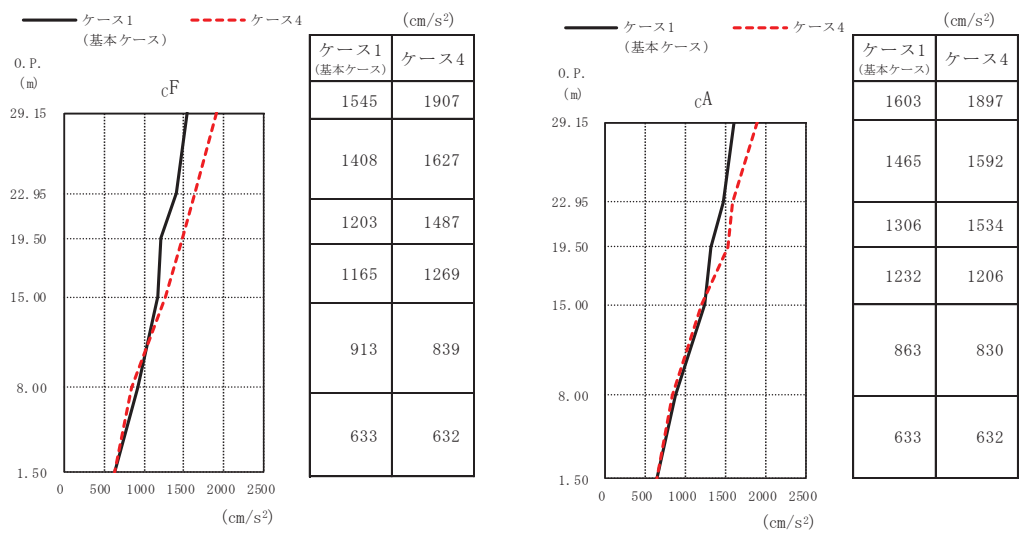 ケース1 ケース4
(基本ケース)
(cm/s²)
O.P.
(m)
cF
29.15
22.95
19.50
15.00
8.00
1.50
0 500 1000 1500 2000 2500
(cm/s²)
ケース1 ケース4
(基本ケース)
1545 1907
1408 1627
1203 1487
1165 1269
913 839
633 632
ケース1 ケース4
(基本ケース)
(cm/s²)
O.P.
(m)
cA
29.15
22.95
19.50
15.00
8.00
1.50
0 500 1000 1500 2000 2500
(cm/s²)
ケース1 ケース4
(基本ケース)
1603 1897
1465 1592
1306 1534
1232 1206
863 830
633 632